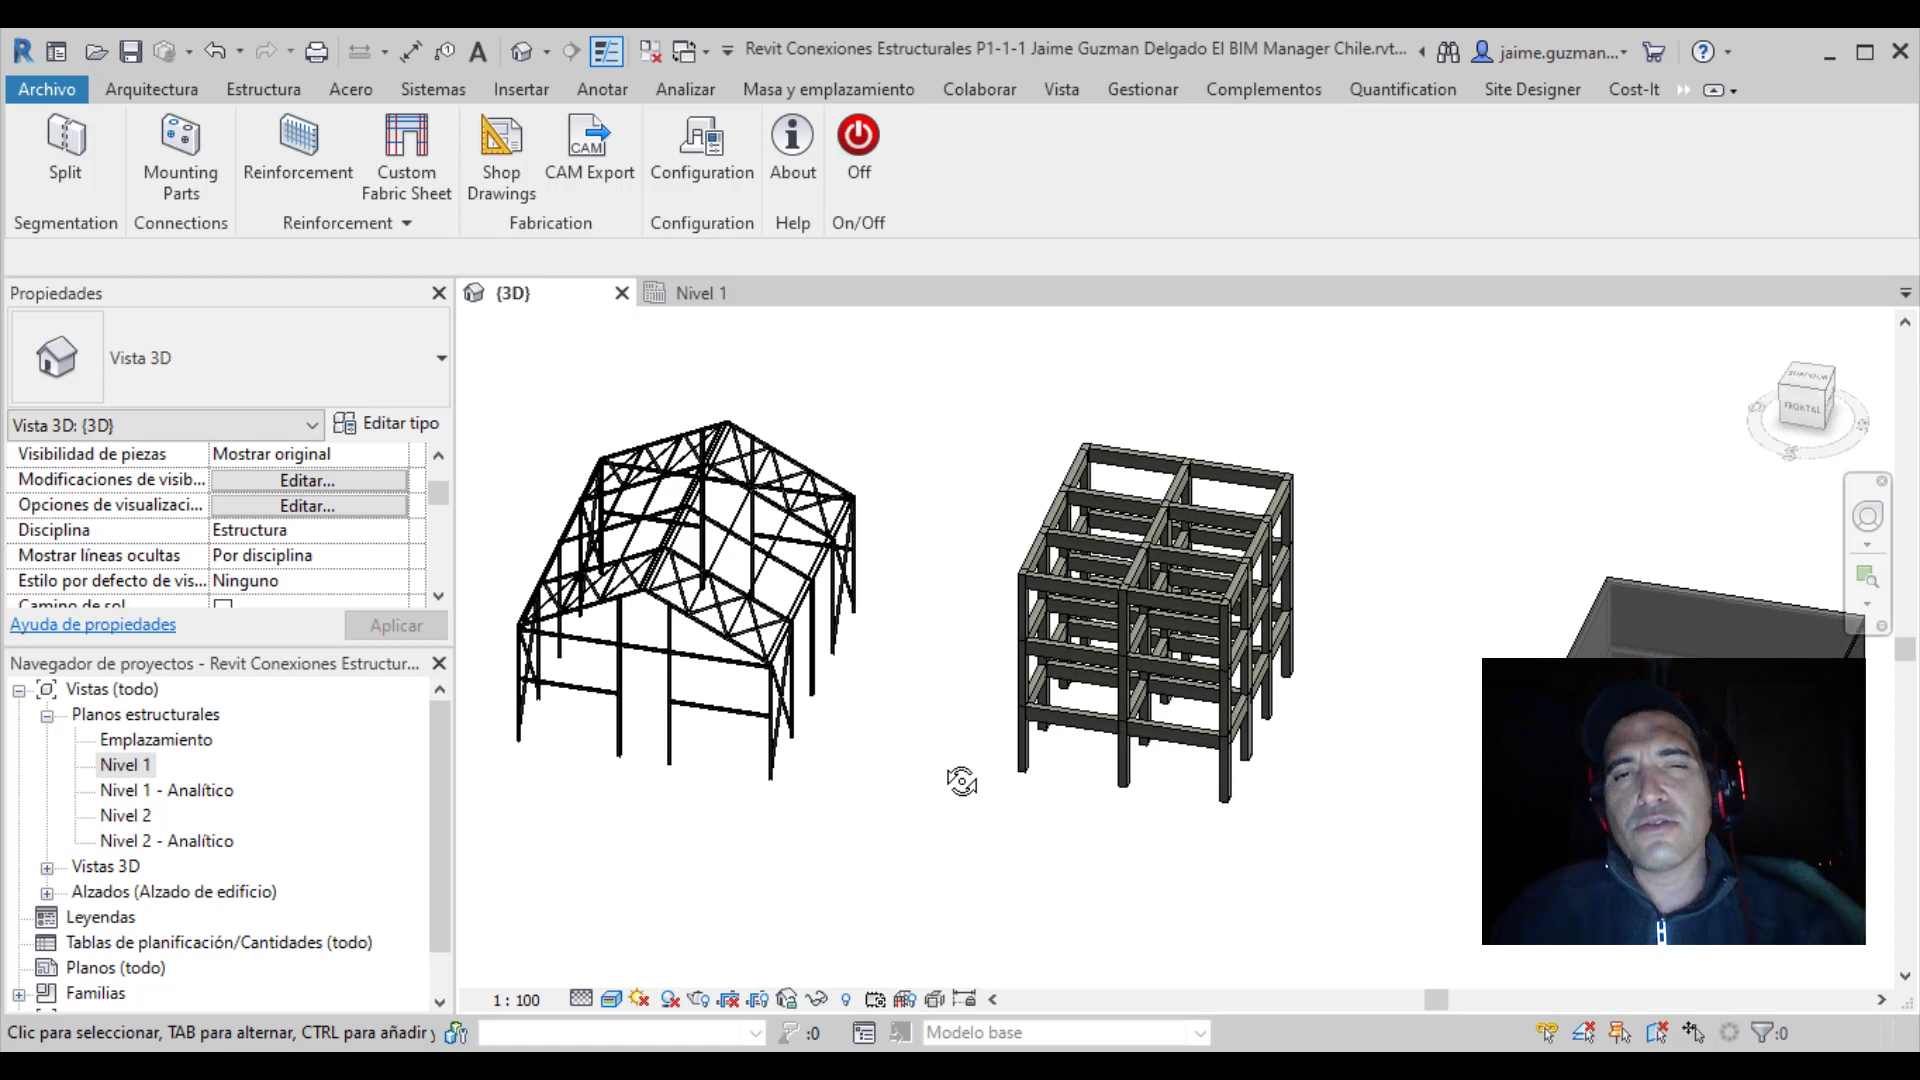 Revit Conexiones Estructurales P1-1-1 Jaime Guzman Delgado El BIM Manager Chile.rvt...
jaime.guzman...
Archivo Arquitectura Estructura Acero Sistemas Insertar Anotar Analizar Masa y emplazamiento Colaborar Vista Gestionar Complementos Quantification Site Designer Cost-It
Split
Mounting Parts
Reinforcement
Custom Fabric Sheet
Shop Drawings
CAM
CAM Export
Configuration
About
Off
Segmentation Connections Reinforcement Fabrication Configuration Help On/Off
Propiedades
{3D}
Nivel 1
Vista 3D
Vista 3D: {3D}
Editar tipo
Visibilidad de piezas Mostrar original
Modificaciones de visib... Editar...
Opciones de visualizaci... Editar...
Disciplina Estructura
Mostrar líneas ocultas Por disciplina
Estilo por defecto de vis... Ninguno
Camino de sol
Ayuda de propiedades
Aplicar
Navegador de proyectos - Revit Conexiones Estructur...
Vistas (todo)
Planos estructurales
Emplazamiento
Nivel 1
Nivel 1 - Analítico
Nivel 2
Nivel 2 - Analítico
Vistas 3D
Alzados (Alzado de edificio)
Leyendas
Tablas de planificación/Cantidades (todo)
Planos (todo)
Familias
FRONTAL
1 : 100
Clic para seleccionar, TAB para alternar, CTRL para añadir y
:0
Modelo base
:0